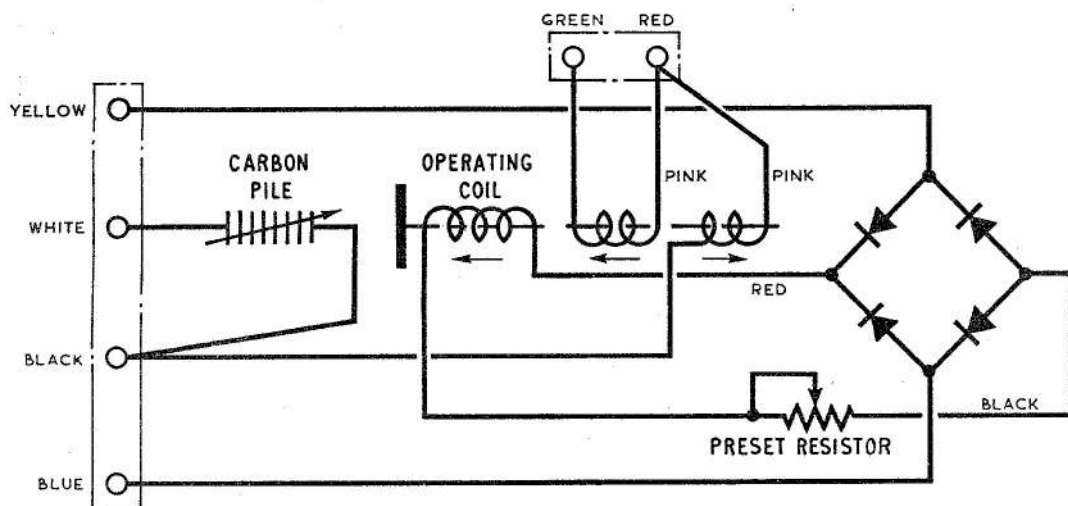 GREEN RED
YELLOW
CARBON
PILE
OPERATING
COIL
PINK PINK
WHITE
RED
BLACK
BLACK
PRESET RESISTOR
BLUE